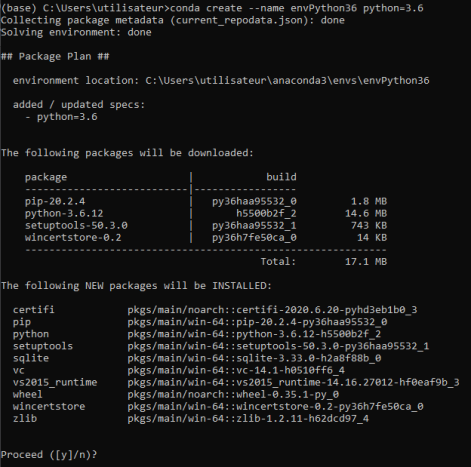 (base) C:\Users\utilisateur>conda create --name envPython36 python=3.6
Collecting package metadata (current_repodata.json): done
Solving environment: done
## Package Plan ##
environment location: C:\Users\utilisateur\anaconda3\envs\envPython36
added / updated specs:
- python=3.6
The following packages will be downloaded:
package | build
---------------------------|-----------------
pip-20.2.4 | py36haa95532_0 1.8 MB
python-3.6.12 | h5500b2f_2 14.6 MB
setuptools-50.3.0 | py36haa95532_1 743 KB
wincertstore-0.2 | py36h7fe50ca_0 14 KB
------------------------------------------------------------
Total: 17.1 MB
The following NEW packages will be INSTALLED:
certifi pkgs/main/noarch::certifi-2020.6.20-pyhd3eb1b0_3
pip pkgs/main/win-64::pip-20.2.4-py36haa95532_0
python pkgs/main/win-64::python-3.6.12-h5500b2f_2
setuptools pkgs/main/win-64::setuptools-50.3.0-py36haa95532_1
sqlite pkgs/main/win-64::sqlite-3.33.0-h2a8f88b_0
vc pkgs/main/win-64::vc-14.1-h0510ff6_4
vs2015_runtime pkgs/main/win-64::vs2015_runtime-14.16.27012-hf0eaf9b_3
wheel pkgs/main/noarch::wheel-0.35.1-py_0
wincertstore pkgs/main/win-64::wincertstore-0.2-py36h7fe50ca_0
zlib pkgs/main/win-64::zlib-1.2.11-h62dcd97_4
Proceed ([y]/n)?